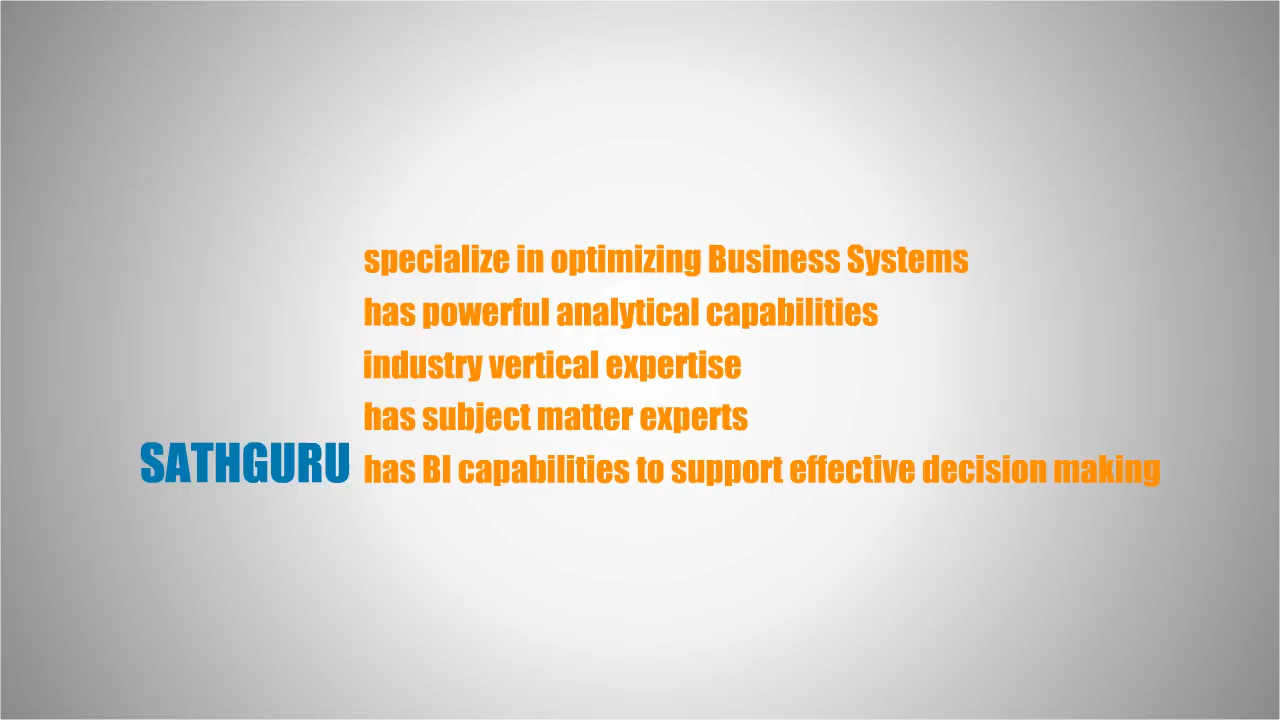 specialize in optimizing Business Systems
has powerful analytical capabilities
industry vertical expertise
has subject matter experts
SATHGURU has BI capabilities to support effective decision making